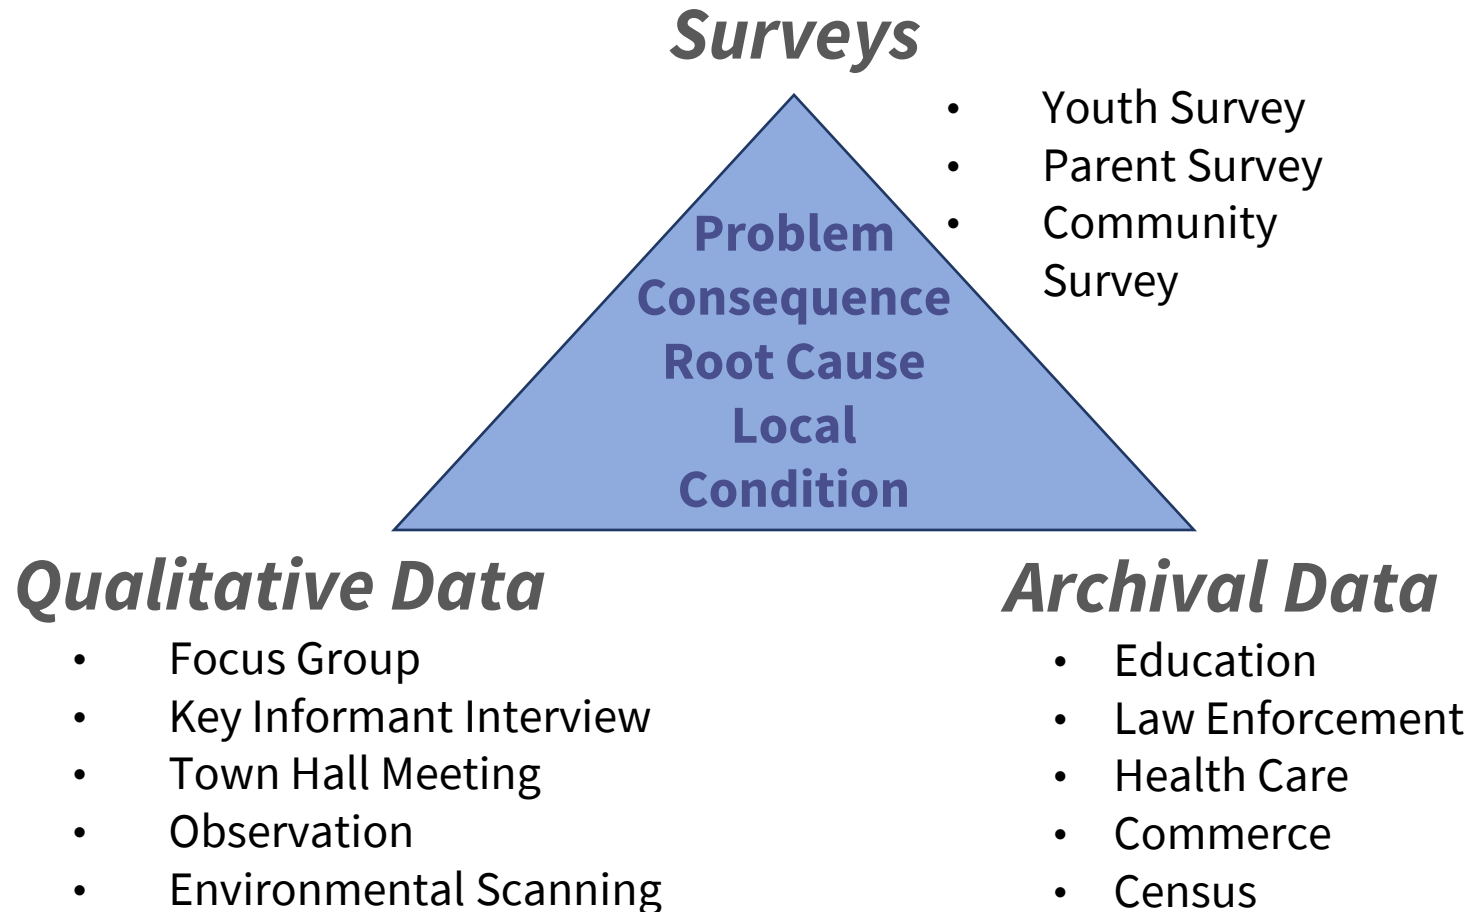 Surveys
• Youth Survey
• Parent Survey
• Community
Survey
Problem
Consequence
Root Cause
Local
Condition
Qualitative Data
• Focus Group
• Key Informant Interview
• Town Hall Meeting
• Observation
• Environmental Scanning
Archival Data
• Education
• Law Enforcement
• Health Care
• Commerce
• Census